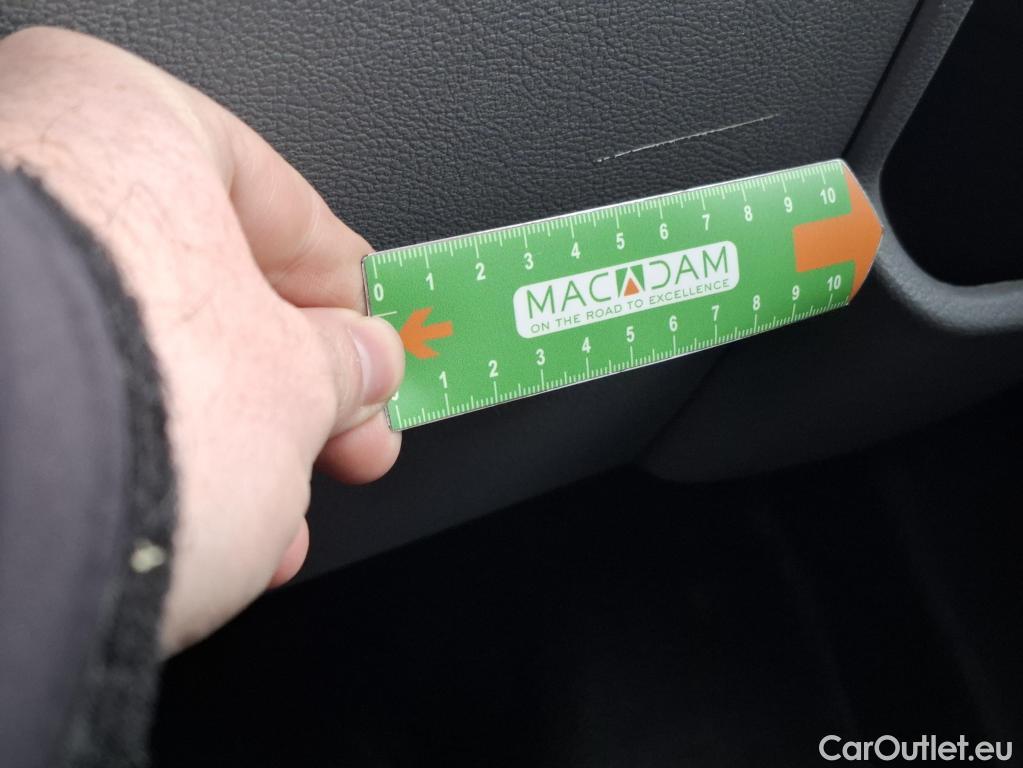 0 1 2 3 4 5 6 7 8 9 10
MACADAM
ON THE ROAD TO EXCELLENCE
1 2 3 4 5 6 7 8 9 10
CarOutlet.eu